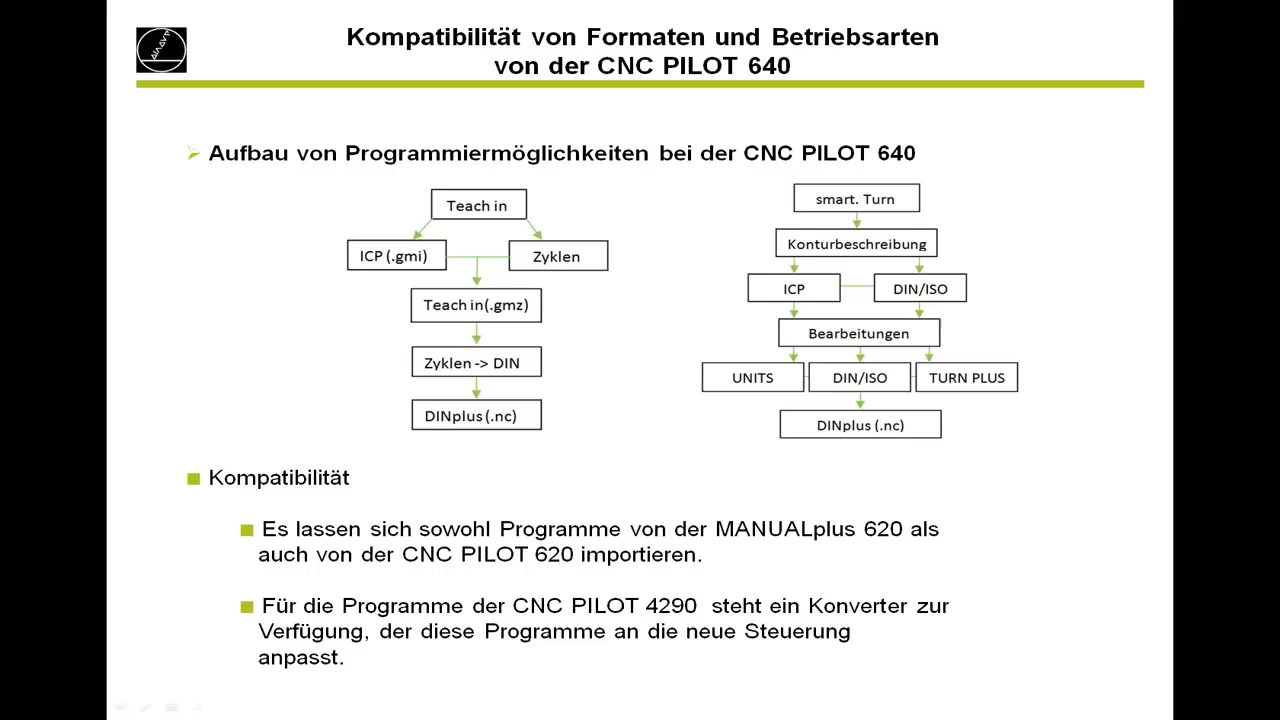 Kompatibilität von Formaten und Betriebsarten
von der CNC PILOT 640
Aufbau von Programmiermöglichkeiten bei der CNC PILOT 640
Teach in
ICP (.gmi)
Zyklen
Teach in(.gmz)
Zyklen -> DIN
DINplus (.nc)
smart. Turn
Konturbeschreibung
ICP
DIN/ISO
Bearbeitungen
UNITS
DIN/ISO
TURN PLUS
DINplus (.nc)
Kompatibilität
Es lassen sich sowohl Programme von der MANUALplus 620 als
auch von der CNC PILOT 620 importieren.
Für die Programme der CNC PILOT 4290 steht ein Konverter zur
Verfügung, der diese Programme an die neue Steuerung
anpasst.